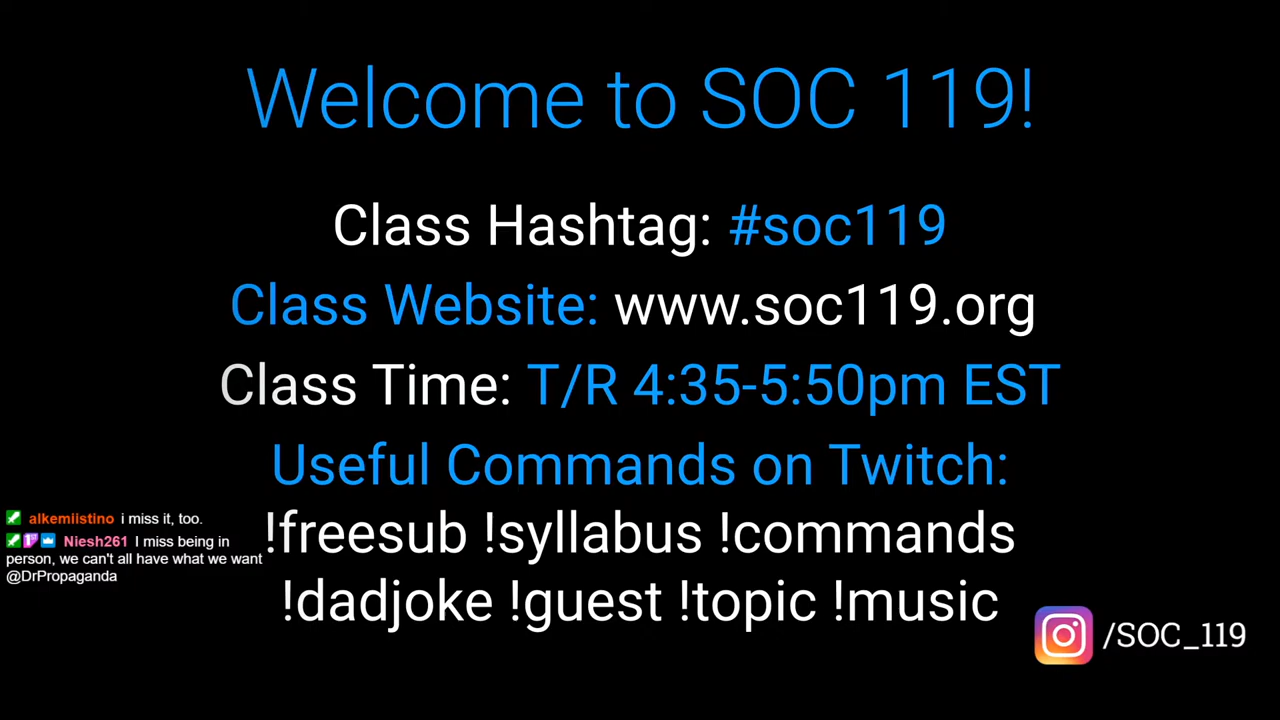 Welcome to SOC 119!
Class Hashtag: #soc119
Class Website: www.soc119.org
Class Time: T/R 4:35-5:50pm EST
Useful Commands on Twitch:
!freesub !syllabus !commands
!dadjoke !guest !topic !music
alkemiistino i miss it, too.
Niesh261 I miss being in
person, we can't all have what we want
@DrPropaganda
/SOC_119